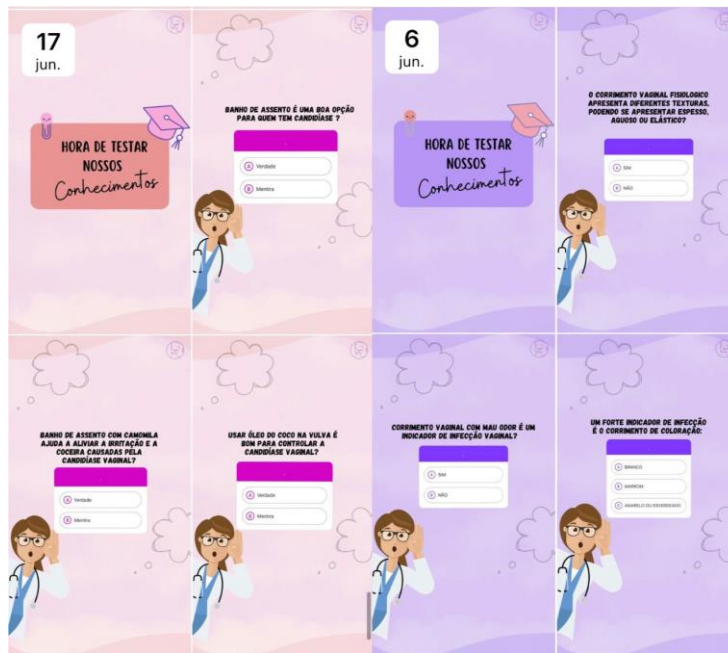 17
jun.
HORA DE TESTAR
NOSSOS
Conhecimentos
BANHO DE ASSENTO É UMA BOA OPÇÃO
PARA QUEM TEM CANDIDÍASE ?
A Verdade
B Mentira
6
jun.
HORA DE TESTAR
NOSSOS
Conhecimentos
O CORRIMENTO VAGINAL FISIOLOGICO
APRESENTA DIFERENTES TEXTURAS,
PODENDO SE APRESENTAR ESPESSO,
AQUOSO OU ELÁSTICO?
A SIM
B NÃO
BANHO DE ASSENTO COM CAMOMILA
AJUDA A ALIVIAR A IRRITAÇÃO E A
COCEIRA CAUSADAS PELA
CANDIDÍASE VAGINAL?
A Verdade
B Mentira
USAR ÓLEO DO COCO NA VULVA É
BOM PARA CONTROLAR A
CANDIDÍASE VAGINAL?
A Verdade
B Mentira
CORRIMENTO VAGINAL COM MAU ODOR É UM
INDICADOR DE INFECÇÃO VAGINAL?
A SIM
B NÃO
UM FORTE INDICADOR DE INFECÇÃO
É O CORRIMENTO DE COLORAÇÃO:
A BRANCO
B MARROM
C AMARELO OU ESVERDEADO